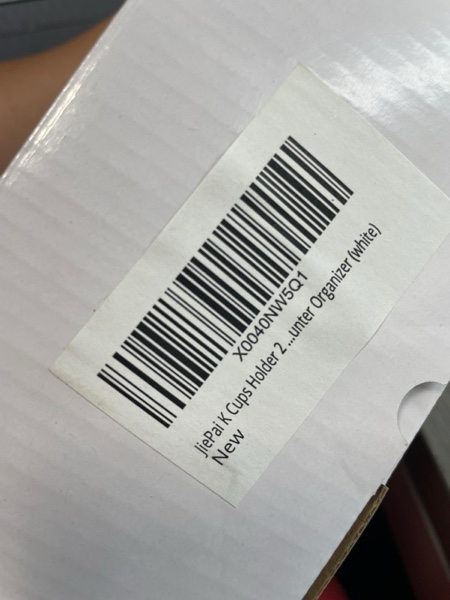 X0040NW5Q1
JiePai K Cups Holder 2 ...unter Organizer (white)
New